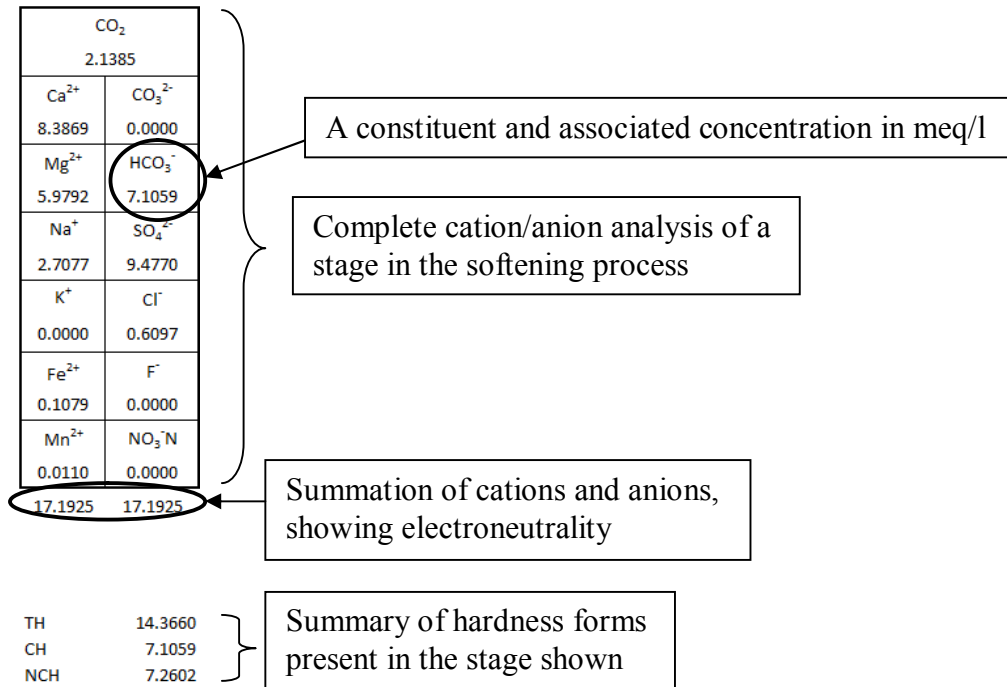 CO₂
2.1385
Ca²⁺ CO₃²⁻
8.3869 0.0000
A constituent and associated concentration in meq/l
Mg²⁺ HCO₃⁻
5.9792 7.1059
Na⁺ SO₄²⁻
2.7077 9.4770
Complete cation/anion analysis of a
stage in the softening process
K⁺ Cl⁻
0.0000 0.6097
Fe²⁺ F⁻
0.1079 0.0000
Mn²⁺ NO₃⁻N
0.0110 0.0000
17.1925 17.1925
Summation of cations and anions,
showing electroneutrality
TH 14.3660
CH 7.1059
NCH 7.2602
Summary of hardness forms
present in the stage shown